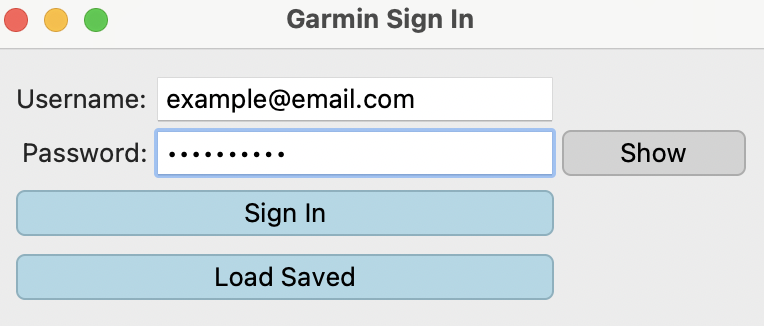 Garmin Sign In
Username: example@email.com
Password: •••••••••• Show
Sign In
Load Saved